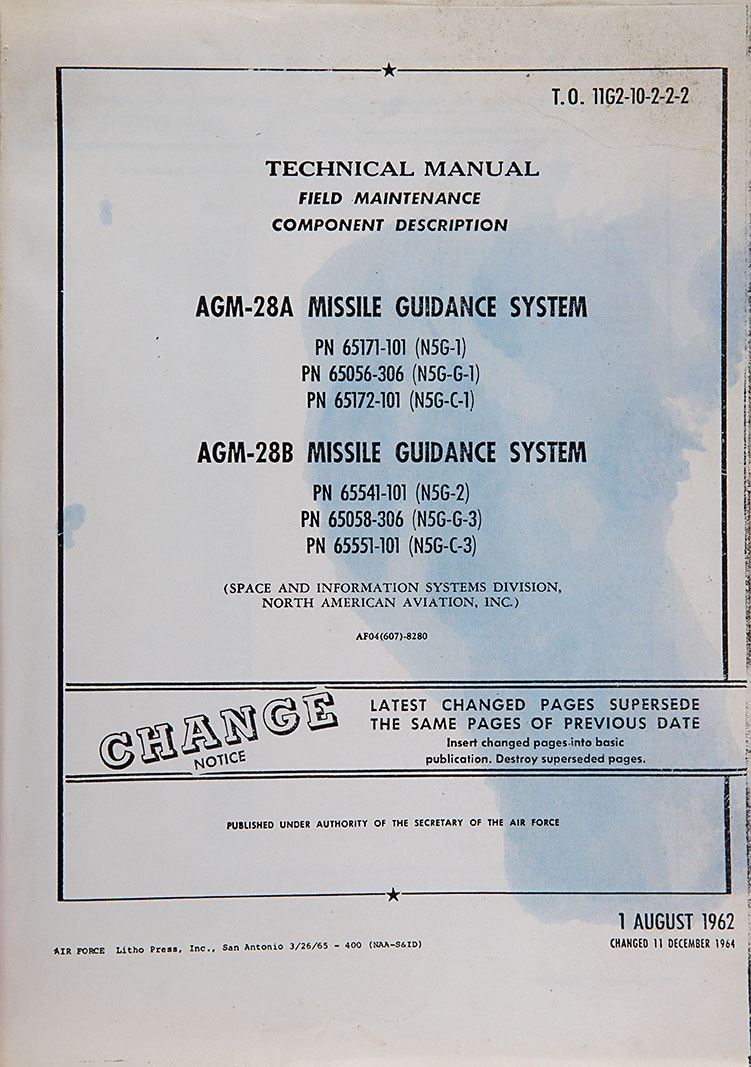 T.O. 11G2-10-2-2-2
TECHNICAL MANUAL
FIELD MAINTENANCE
COMPONENT DESCRIPTION
AGM-28A MISSILE GUIDANCE SYSTEM
PN 65171-101 (N5G-1)
PN 65056-306 (N5G-G-1)
PN 65172-101 (N5G-C-1)
AGM-28B MISSILE GUIDANCE SYSTEM
PN 65541-101 (N5G-2)
PN 65058-306 (N5G-G-3)
PN 65551-101 (N5G-C-3)
(SPACE AND INFORMATION SYSTEMS DIVISION,
NORTH AMERICAN AVIATION, INC.)
AF04(607)-8280
CHANGE
NOTICE
LATEST CHANGED PAGES SUPERSEDE
THE SAME PAGES OF PREVIOUS DATE
Insert changed pages into basic
publication. Destroy superseded pages.
PUBLISHED UNDER AUTHORITY OF THE SECRETARY OF THE AIR FORCE
1 AUGUST 1962
CHANGED 11 DECEMBER 1964
AIR FORCE Litho Press, Inc., San Antonio 3/26/65 - 400 (NAA-S&ID)